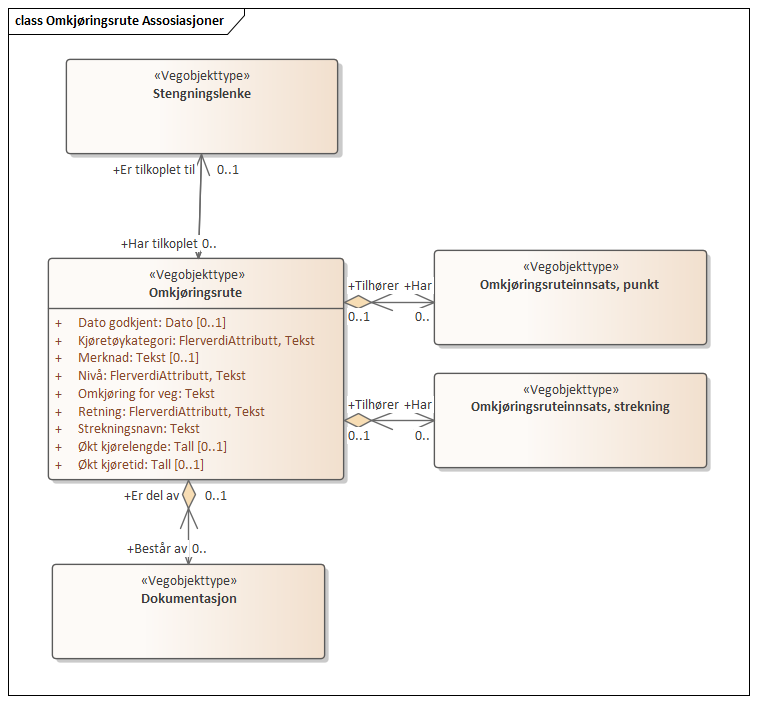 class Omkjøringsrute Assosiasjoner
«Vegobjekttype»
Stengningslenke
+Er tilkoplet til 0..1
+Har tilkoplet 0..
«Vegobjekttype»
Omkjøringsrute
+ Dato godkjent: Dato [0..1]
+ Kjøretøykategori: FlerverdiAttributt, Tekst
+ Merknad: Tekst [0..1]
+ Nivå: FlerverdiAttributt, Tekst
+ Omkjøring for veg: Tekst
+ Retning: FlerverdiAttributt, Tekst
+ Strekningsnavn: Tekst
+ Økt kjørelengde: Tall [0..1]
+ Økt kjøretid: Tall [0..1]
+Tilhører +Har
0..1 0..
«Vegobjekttype»
Omkjøringsruteinnsats, punkt
+Tilhører +Har
0..1 0..
«Vegobjekttype»
Omkjøringsruteinnsats, strekning
+Er del av 0..1
+Består av 0..
«Vegobjekttype»
Dokumentasjon